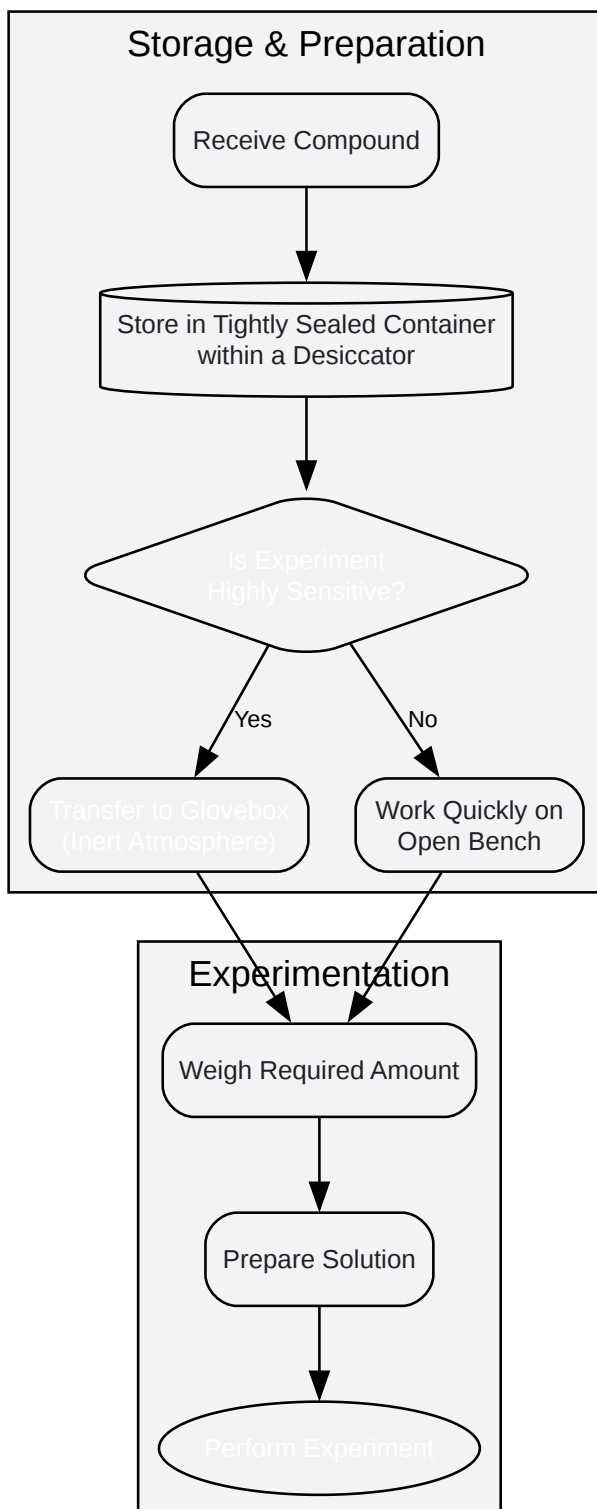 Storage & Preparation
Receive Compound
Store in Tightly Sealed Container
within a Desiccator
Is Experiment
Highly Sensitive?
Yes
No
Transfer to Glovebox
(Inert Atmosphere)
Work Quickly on
Open Bench
Experimentation
Weigh Required Amount
Prepare Solution
Perform Experiment